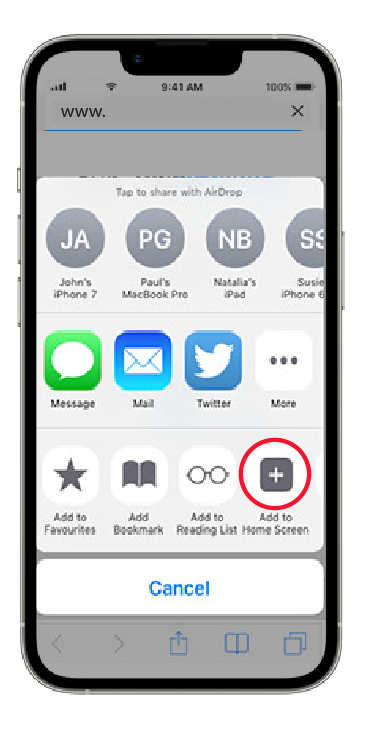 9:41 AM 100%
www.
Tap to share with AirDrop
JA PG NB SS
John's Paul's Natalia's Susie
iPhone 7 MacBook Pro iPad iPhone 6
Message Mail Twitter More
Add to Add Add to Add to
Favourites Bookmark Reading List Home Screen
Cancel